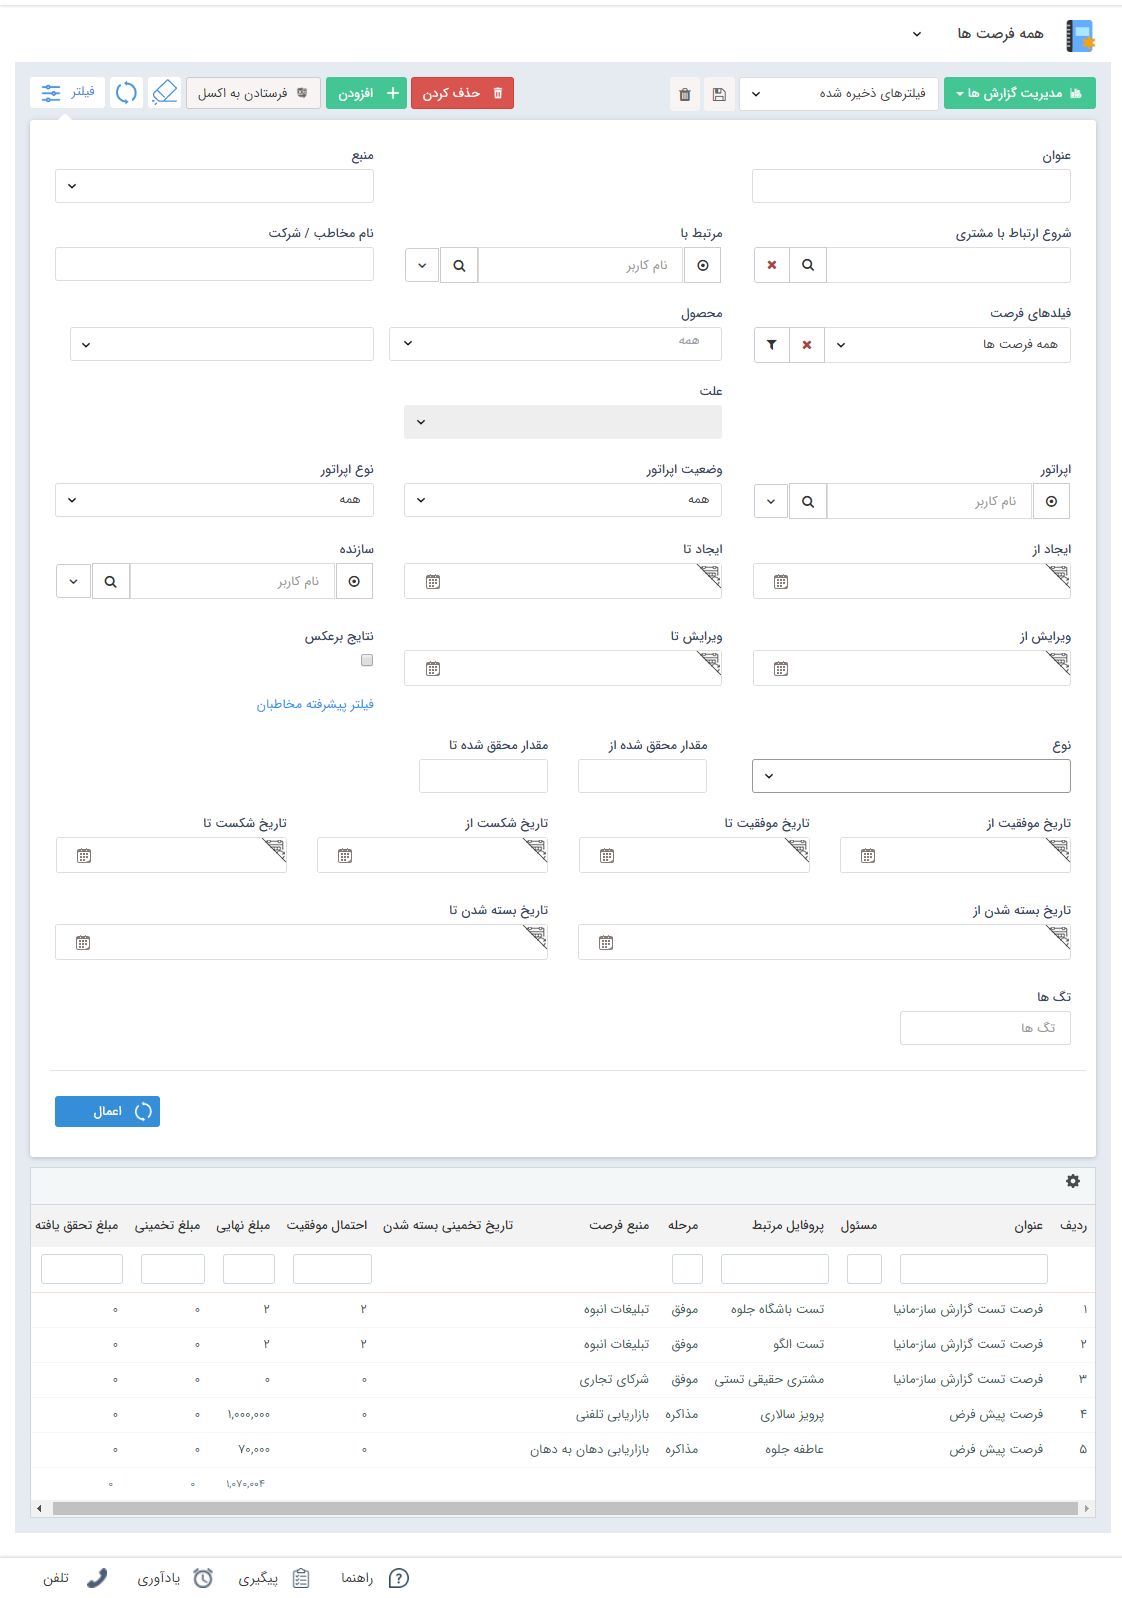 همه فرصت ها
مدیریت گزارش ها
فیلترهای ذخیره شده
حذف کردن
افزودن
فرستادن به اکسل
فیلتر
عنوان
منبع
شروع ارتباط با مشتری
مرتبط با
نام مخاطب / شرکت
نام کاربر
فیلدهای فرصت
محصول
همه فرصت ها
همه
علت
اپراتور
وضعیت اپراتور
نوع اپراتور
نام کاربر
همه
همه
ایجاد از
ایجاد تا
سازنده
نام کاربر
ویرایش از
ویرایش تا
نتایج برعکس
فیلتر پیشرفته مخاطبان
نوع
مقدار محقق شده از
مقدار محقق شده تا
تاریخ موفقیت از
تاریخ موفقیت تا
تاریخ شکست از
تاریخ شکست تا
تاریخ بسته شدن از
تاریخ بسته شدن تا
تگ ها
تگ ها
اعمال
ردیف عنوان مسئول پروفایل مرتبط مرحله منبع فرصت تاریخ تخمینی بسته شدن احتمال موفقیت مبلغ نهایی مبلغ تخمینی مبلغ تحقق یافته
۱ فرصت تست گزارش ساز-مانیا تست باشگاه جلوه موفق تبلیغات انبوه ۲ ۲ ۰ ۰
۲ فرصت تست گزارش ساز-مانیا تست الگو موفق تبلیغات انبوه ۲ ۲ ۰ ۰
۳ فرصت تست گزارش ساز-مانیا مشتری حقیقی تستی موفق شرکای تجاری ۰ ۰ ۰ ۰
۴ فرصت پیش فرض پرویز سالاری مذاکره بازاریابی تلفنی ۰ ۱,۰۰۰,۰۰۰ ۰ ۰
۵ فرصت پیش فرض عاطفه جلوه مذاکره بازاریابی دهان به دهان ۰ ۷۰,۰۰۰ ۰ ۰
۱,۰۷۰,۰۰۴ ۰ ۰
راهنما پیگیری یادآوری تلفن